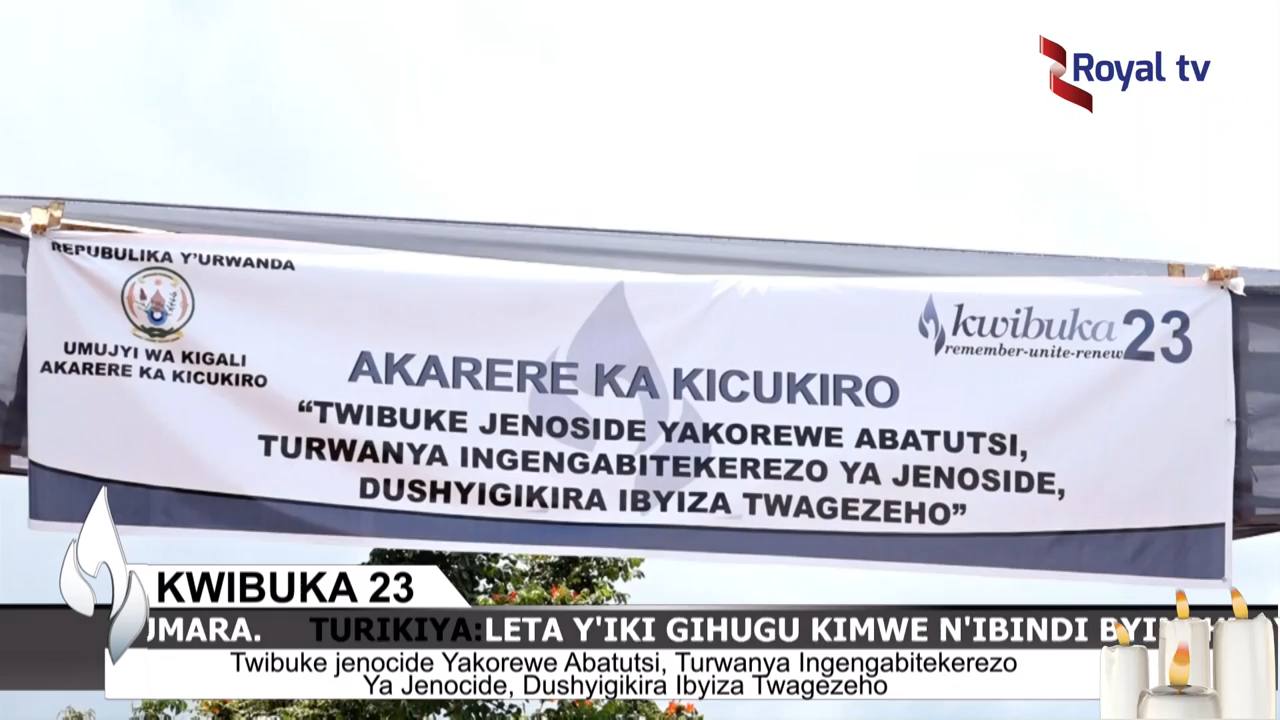 Royal tv
REPUBULIKA Y'URWANDA
UMUJYI WA KIGALI
AKARERE KA KICUKIRO
kwibuka 23
remember-unite-renew
AKARERE KA KICUKIRO
“TWIBUKE JENOSIDE YAKOREWE ABATUTSI,
TURWANYA INGENGABITEKEREZO YA JENOSIDE,
DUSHYIGIKIRA IBYIZA TWAGEZEHO”
KWIBUKA 23
UMARA. TURIKIYA:LETA Y'IKI GIHUGU KIMWE N'IBINDI
Twibuke jenocide Yakorewe Abatutsi, Turwanya Ingengabitekerezo
Ya Jenocide, Dushyigikira Ibyiza Twagezeho